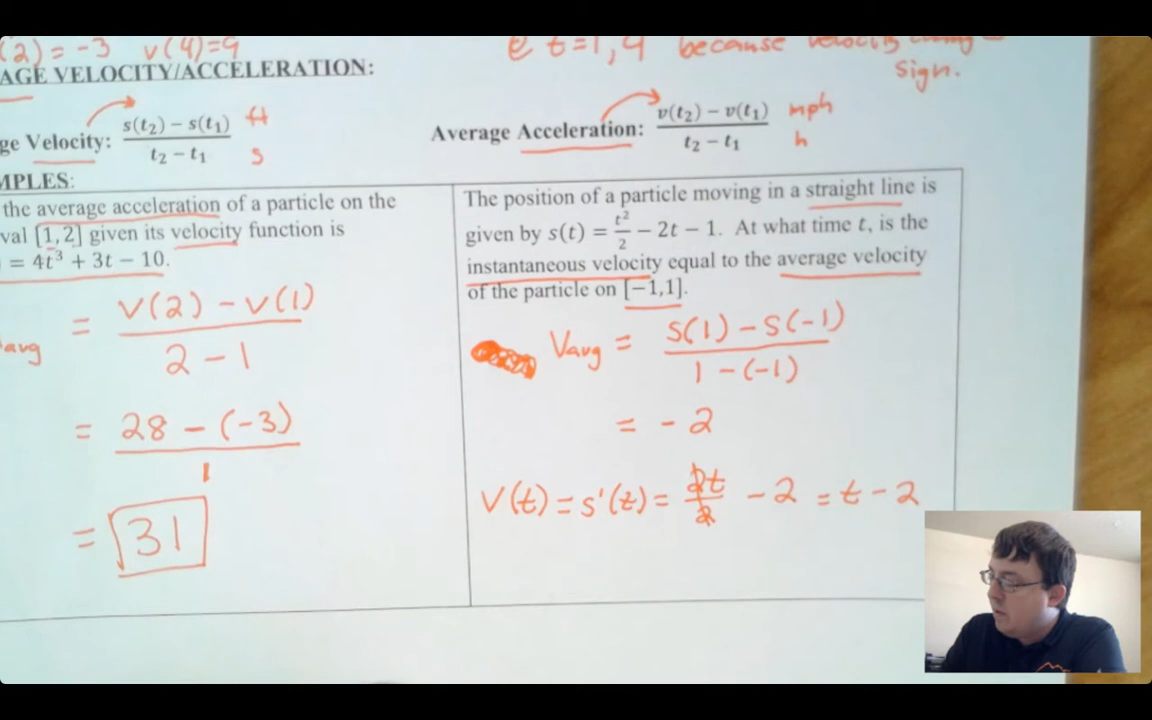 (2) = -3 v(4)=9
@ t=1,4 because velocity
sign.
AGE VELOCITY/ACCELERATION:
ge Velocity: s(t₂) − s(t₁) / t₂ − t₁ ft / s
Average Acceleration: v(t₂) − v(t₁) / t₂ − t₁ mph / h
MPLES:
the average acceleration of a particle on the
val [1, 2] given its velocity function is
= 4t³ + 3t − 10.
avg = V(2) - V(1) / 2 - 1
= 28 - (-3) / 1
= 31
The position of a particle moving in a straight line is
given by s(t) = t²/2 − 2t − 1. At what time t, is the
instantaneous velocity equal to the average velocity
of the particle on [−1,1].
Vavg = S(1) - S(-1) / 1 - (-1)
= - 2
V(t) = s'(t) = 2t/2 - 2 = t - 2